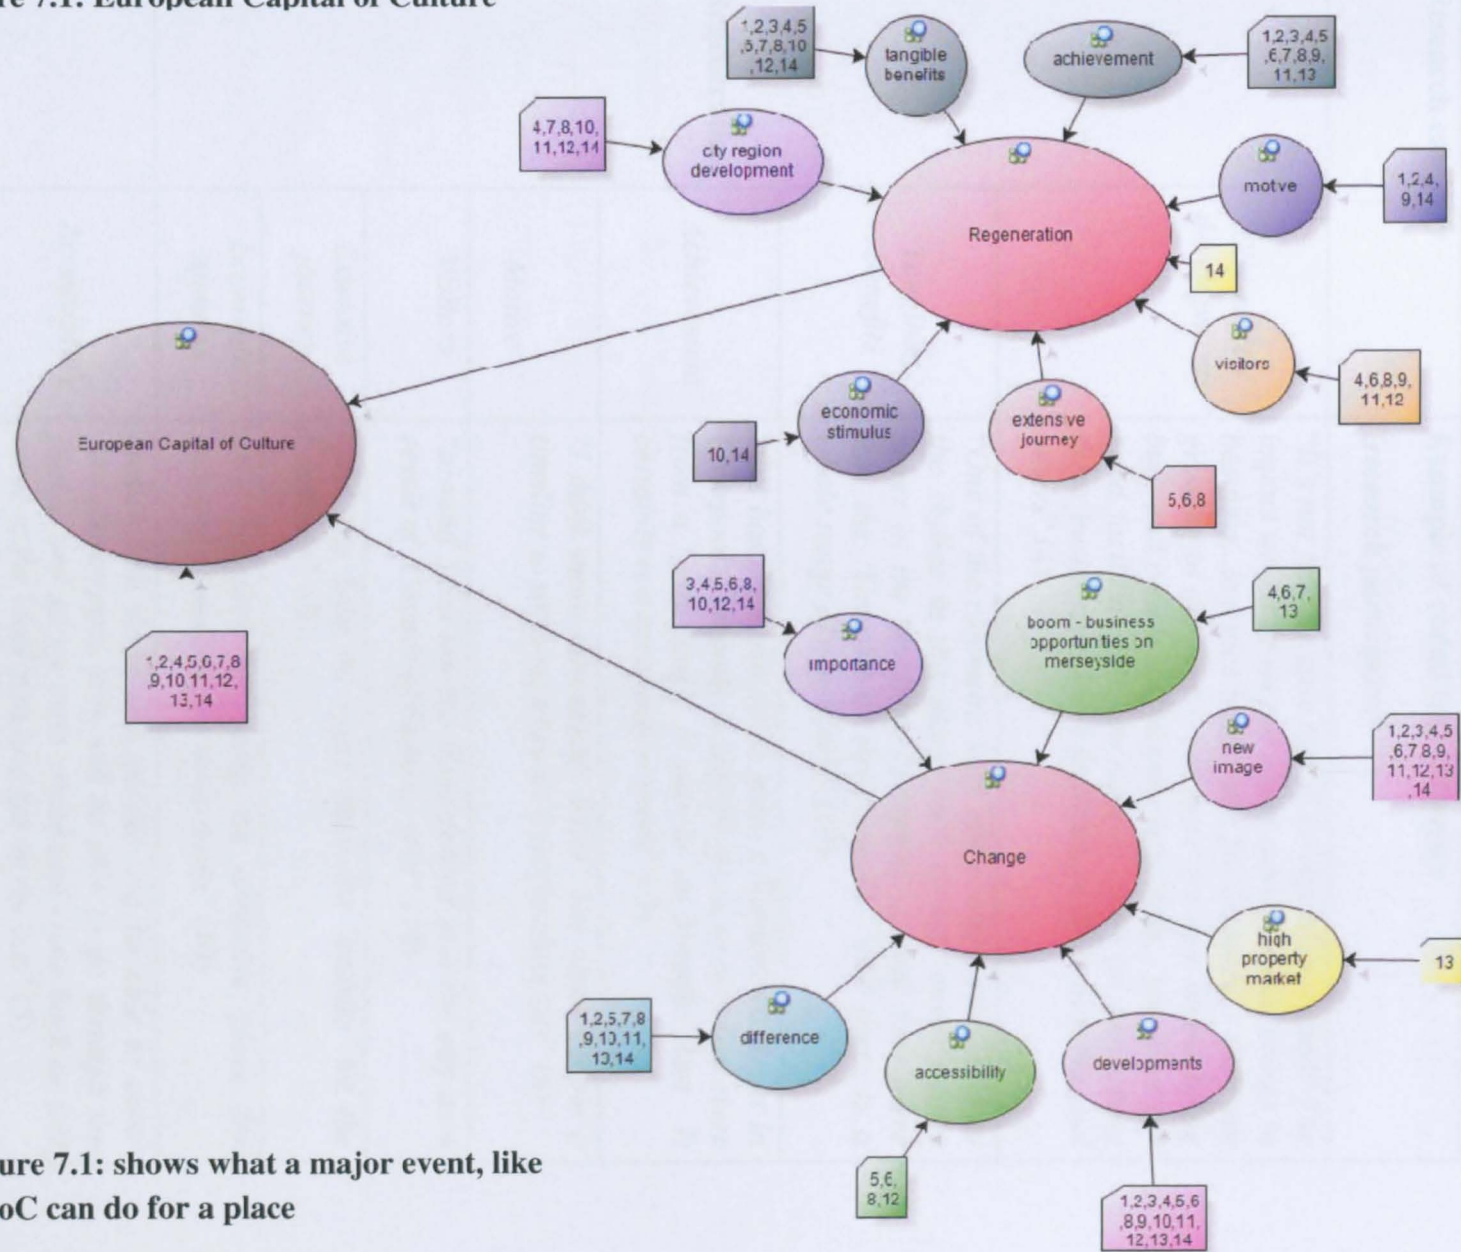 re 7.1: European Capital of Culture
1,2,3,4,5
,5,7,8,10
,12,14
tangible
benefits
achievement
1,2,3,4,5
,6,7,8,9,
11,13
4,7,8,10,
11,12,14
city region
development
motive
1,2,4,
9,14
Regeneration
14
visitors
4,6,8,9,
11,12
economic
stimulus
10,14
extensive
journey
5,6,8
European Capital of Culture
1,2,4,5,6,7,8
,9,10,11,12,
13,14
3,4,5,6,8,
10,12,14
importance
boom - business
opportunities on
merseyside
4,6,7,
13
new
image
1,2,3,4,5
,6,7,8,9,
11,12,13
,14
Change
high
property
market
13
1,2,5,7,8
,9,10,11,
13,14
difference
accessibility
developments
5,6,
8,12
1,2,3,4,5,6
,8,9,10,11,
12,13,14
ure 7.1: shows what a major event, like
oC can do for a place